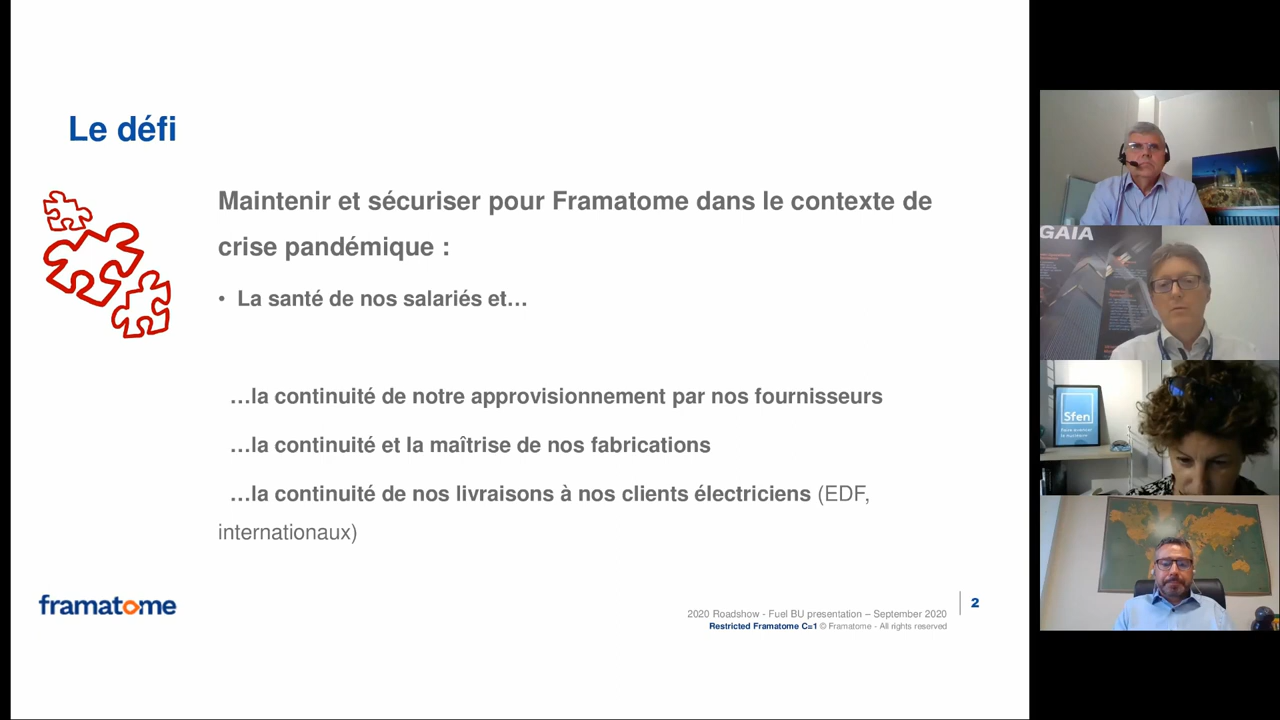 Le défi
Maintenir et sécuriser pour Framatome dans le contexte de
crise pandémique :
• La santé de nos salariés et…
…la continuité de notre approvisionnement par nos fournisseurs
…la continuité et la maîtrise de nos fabrications
…la continuité de nos livraisons à nos clients électriciens (EDF,
internationaux)
framatome
2020 Roadshow - Fuel BU presentation – September 2020
Restricted Framatome C=1 © Framatome - All rights reserved
2
GAIA
Sfen